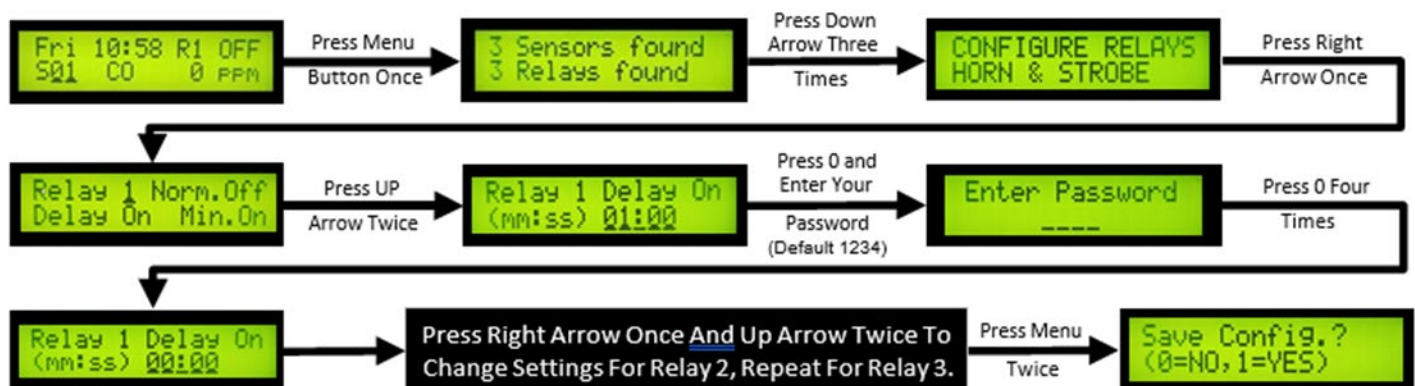 Fri 10:58 R1 OFF
S01 CO 0 PPM
Press Menu
Button Once
3 Sensors found
3 Relays found
Press Down
Arrow Three
Times
CONFIGURE RELAYS
HORN & STROBE
Press Right
Arrow Once
Relay 1 Norm.Off
Delay On Min.On
Press UP
Arrow Twice
Relay 1 Delay On
(mm:ss) 01:00
Press 0 and
Enter Your
Password
(Default 1234)
Enter Password
____
Press 0 Four
Times
Relay 1 Delay On
(mm:ss) 00:00
Press Right Arrow Once And Up Arrow Twice To
Change Settings For Relay 2, Repeat For Relay 3.
Press Menu
Twice
Save Config.?
(0=NO,1=YES)